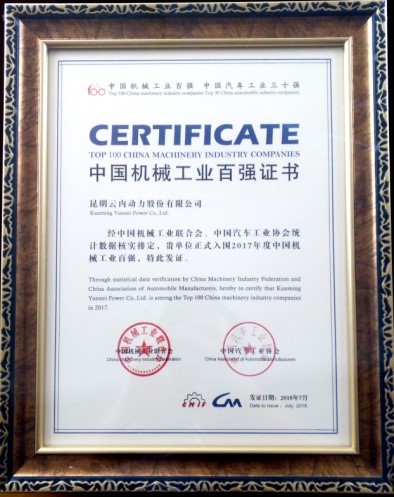 100 中国机械工业百强 中国汽车工业三十强
Top 100 China machinery industry companies Top 30 China automobile industry companies
CERTIFICATE
TOP 100 CHINA MACHINERY INDUSTRY COMPANIES
中国机械工业百强证书
昆明云内动力股份有限公司
Kunming Yunnei Power Co.,Ltd.
经中国机械工业联合会、中国汽车工业协会统
计数据核实排定，贵单位正式入围2017年度中国机
械工业百强，特此发证。
Through statistical data verification by China Machinery Industry Federation and
China Association of Automobile Manufacturers, hereby to certify that Kunming
Yunnei Power Co.,Ltd. is among the Top 100 China machinery industry companies
in 2017.
中国机械工业联合会 中国汽车工业协会
China Machinery Industry Federation China Association of Automobile Manufacturers
CMIF 发证日期：2018年7月
Date to Issue : July 2018